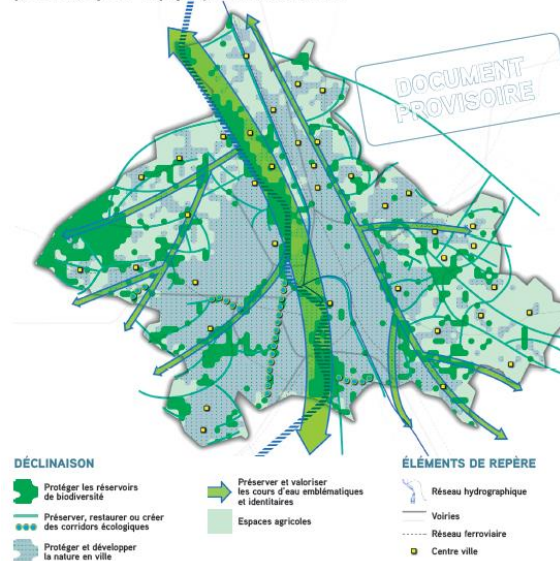 DOCUMENT
PROVISOIRE
DÉCLINAISON
Protéger les réservoirs
de biodiversité
Préserver, restaurer ou créer
des corridors écologiques
Protéger et développer
la nature en ville
Préserver et valoriser
les cours d'eau emblématiques
et identitaires
Espaces agricoles
ÉLÉMENTS DE REPÈRE
Réseau hydrographique
Voiries
Réseau ferroviaire
Centre ville